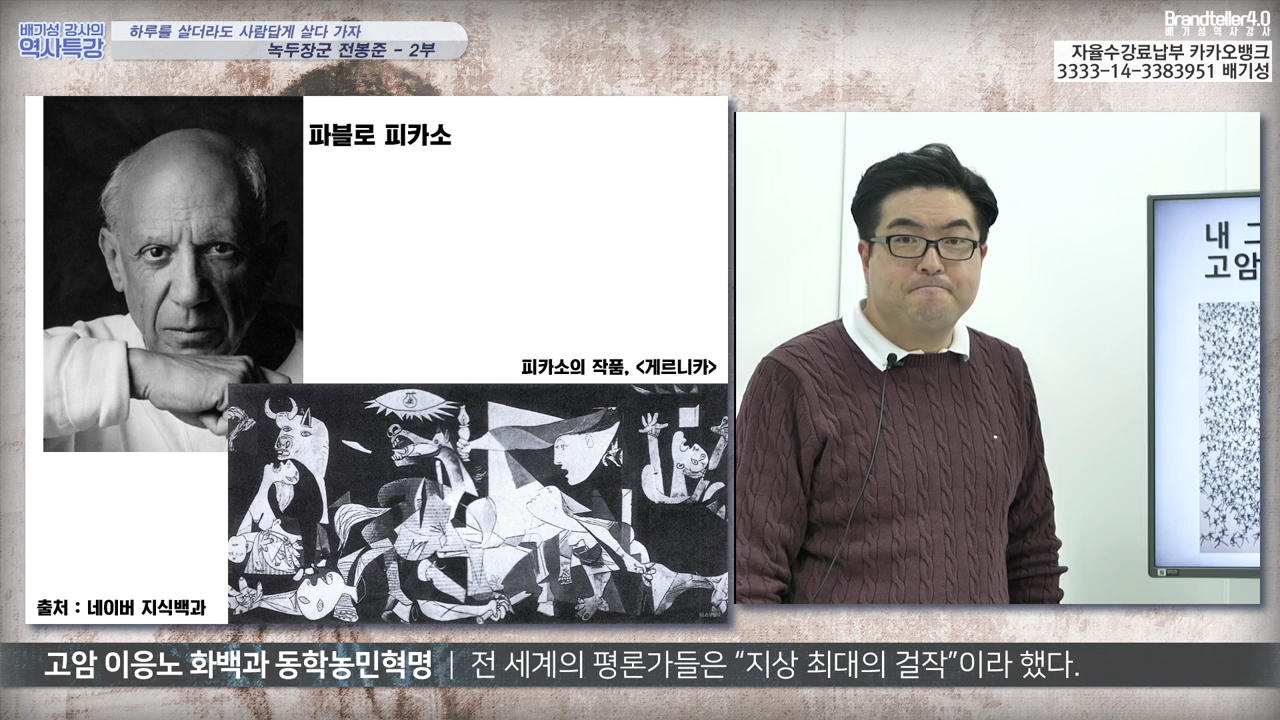 배기성 강사의
역사특강
하루를 살더라도 사람답게 살다 가자
녹두장군 전봉준 - 2부
Brandteller4.0
배기성역사강사
자율수강료납부 카카오뱅크
3333-14-3383951 배기성
파블로 피카소
피카소의 작품, <게르니카>
출처 : 네이버 지식백과
내 그
고암
고암 이응노 화백과 동학농민혁명 | 전 세계의 평론가들은 “지상 최대의 걸작”이라 했다.